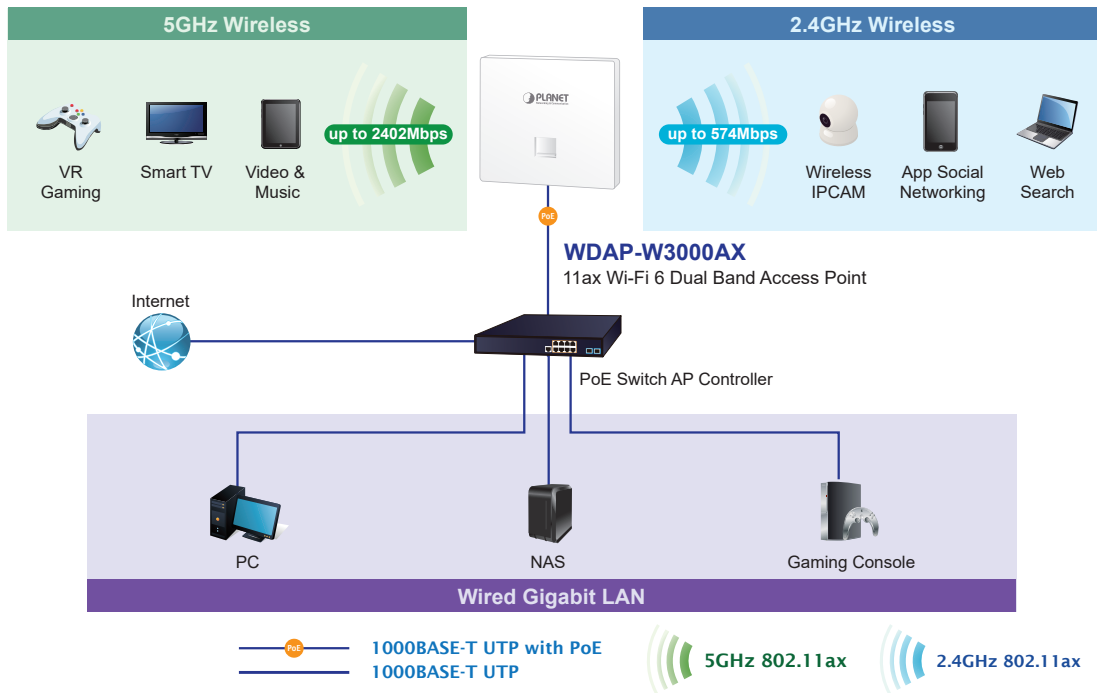 5GHz Wireless
2.4GHz Wireless
PLANET
up to 2402Mbps
up to 574Mbps
VR
Gaming
Smart TV
Video &
Music
Wireless
IPCAM
App Social
Networking
Web
Search
PoE
WDAP-W3000AX
11ax Wi-Fi 6 Dual Band Access Point
Internet
PoE Switch AP Controller
PC
NAS
Gaming Console
Wired Gigabit LAN
PoE
1000BASE-T UTP with PoE
1000BASE-T UTP
5GHz 802.11ax
2.4GHz 802.11ax